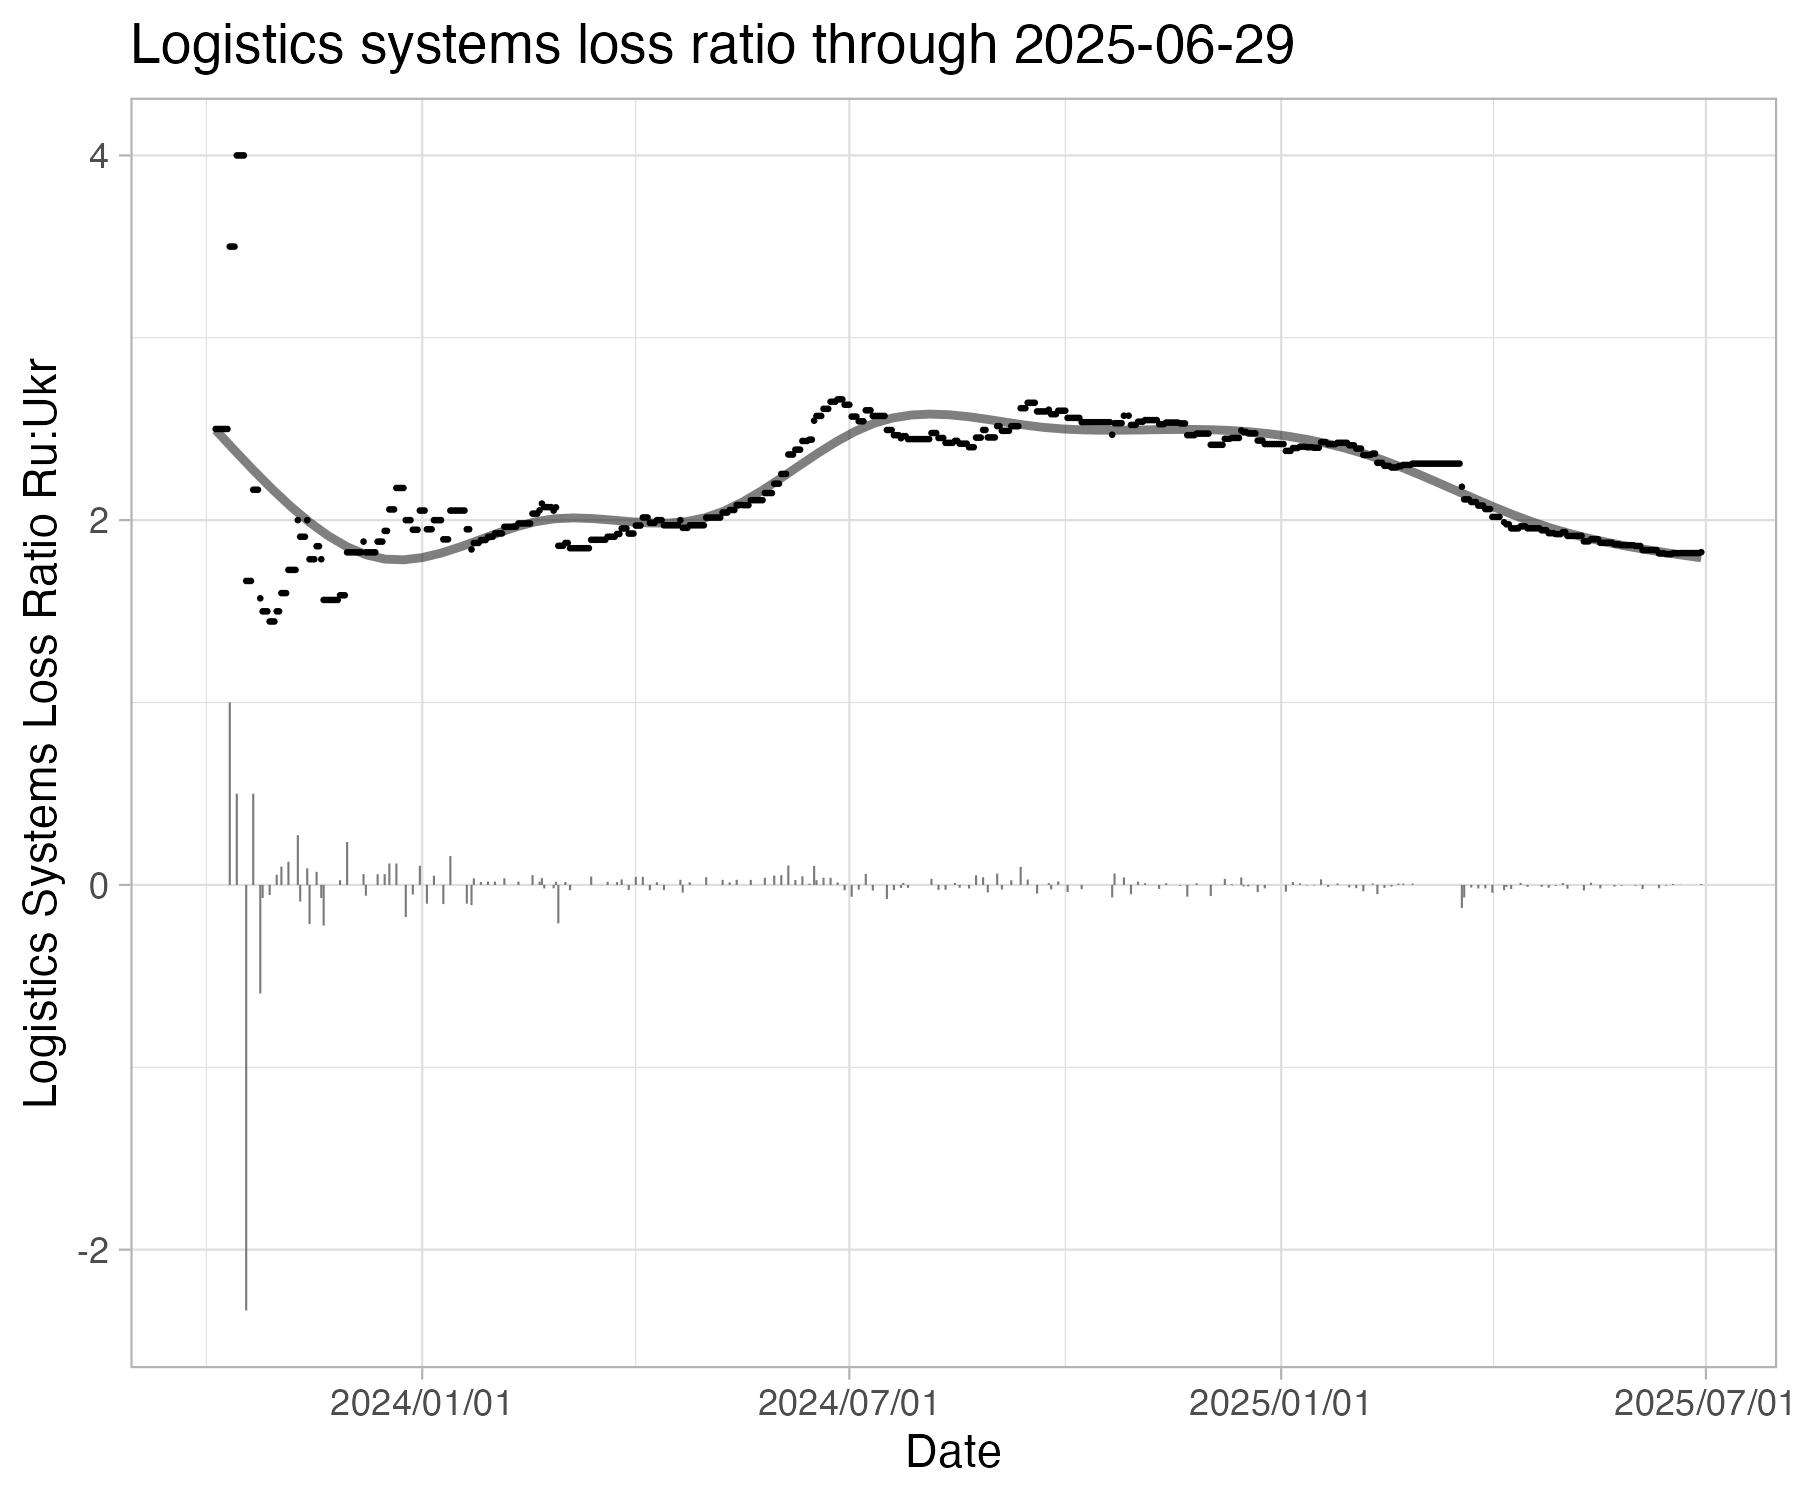 Logistics systems loss ratio through 2025-06-29
Logistics Systems Loss Ratio Ru:Ukr
4
2
0
-2
2024/01/01
2024/07/01
2025/01/01
2025/07/01
Date